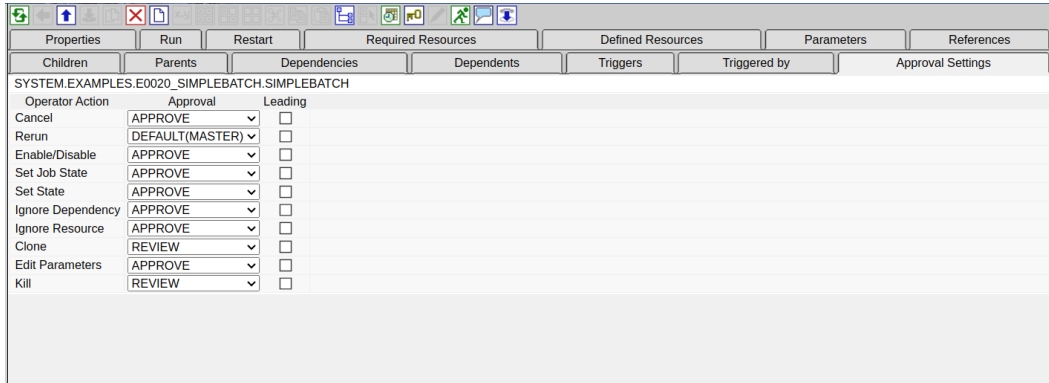 Properties Run Restart Required Resources Defined Resources Parameters References
Children Parents Dependencies Dependents Triggers Triggered by Approval Settings
SYSTEM.EXAMPLES.E0020_SIMPLEBATCH.SIMPLEBATCH
Operator Action Approval Leading
Cancel APPROVE
Rerun DEFAULT(MASTER)
Enable/Disable APPROVE
Set Job State APPROVE
Set State APPROVE
Ignore Dependency APPROVE
Ignore Resource APPROVE
Clone REVIEW
Edit Parameters APPROVE
Kill REVIEW